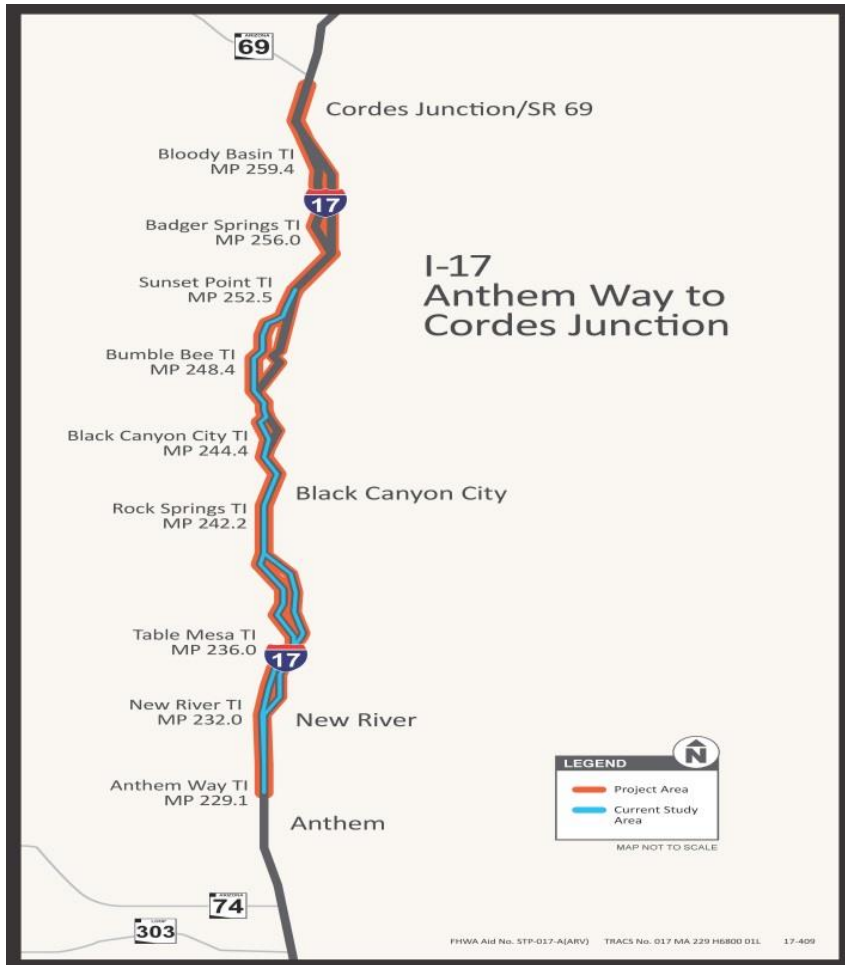 ARIZONA
69
Cordes Junction/SR 69
Bloody Basin TI
MP 259.4
17
Badger Springs TI
MP 256.0
Sunset Point TI
MP 252.5
I-17
Anthem Way to
Cordes Junction
Bumble Bee TI
MP 248.4
Black Canyon City TI
MP 244.4
Black Canyon City
Rock Springs TI
MP 242.2
Table Mesa TI
MP 236.0
17
New River TI
MP 232.0
New River
Anthem Way TI
MP 229.1
Anthem
N
LEGEND
Project Area
Current Study
Area
MAP NOT TO SCALE
ARIZONA
74
LOOP
303
FHWA Aid No. STP-017-A(ARV) TRACS No. 017 MA 229 H6800 01L 17-409